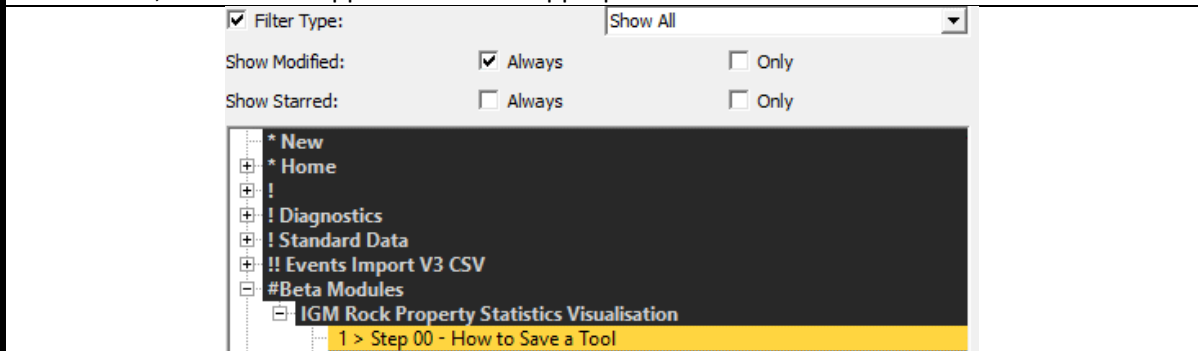 Filter Type: Show All
Show Modified: Always Only
Show Starred: Always Only
* New
* Home
!
! Diagnostics
! Standard Data
!! Events Import V3 CSV
#Beta Modules
IGM Rock Property Statistics Visualisation
1 > Step 00 - How to Save a Tool